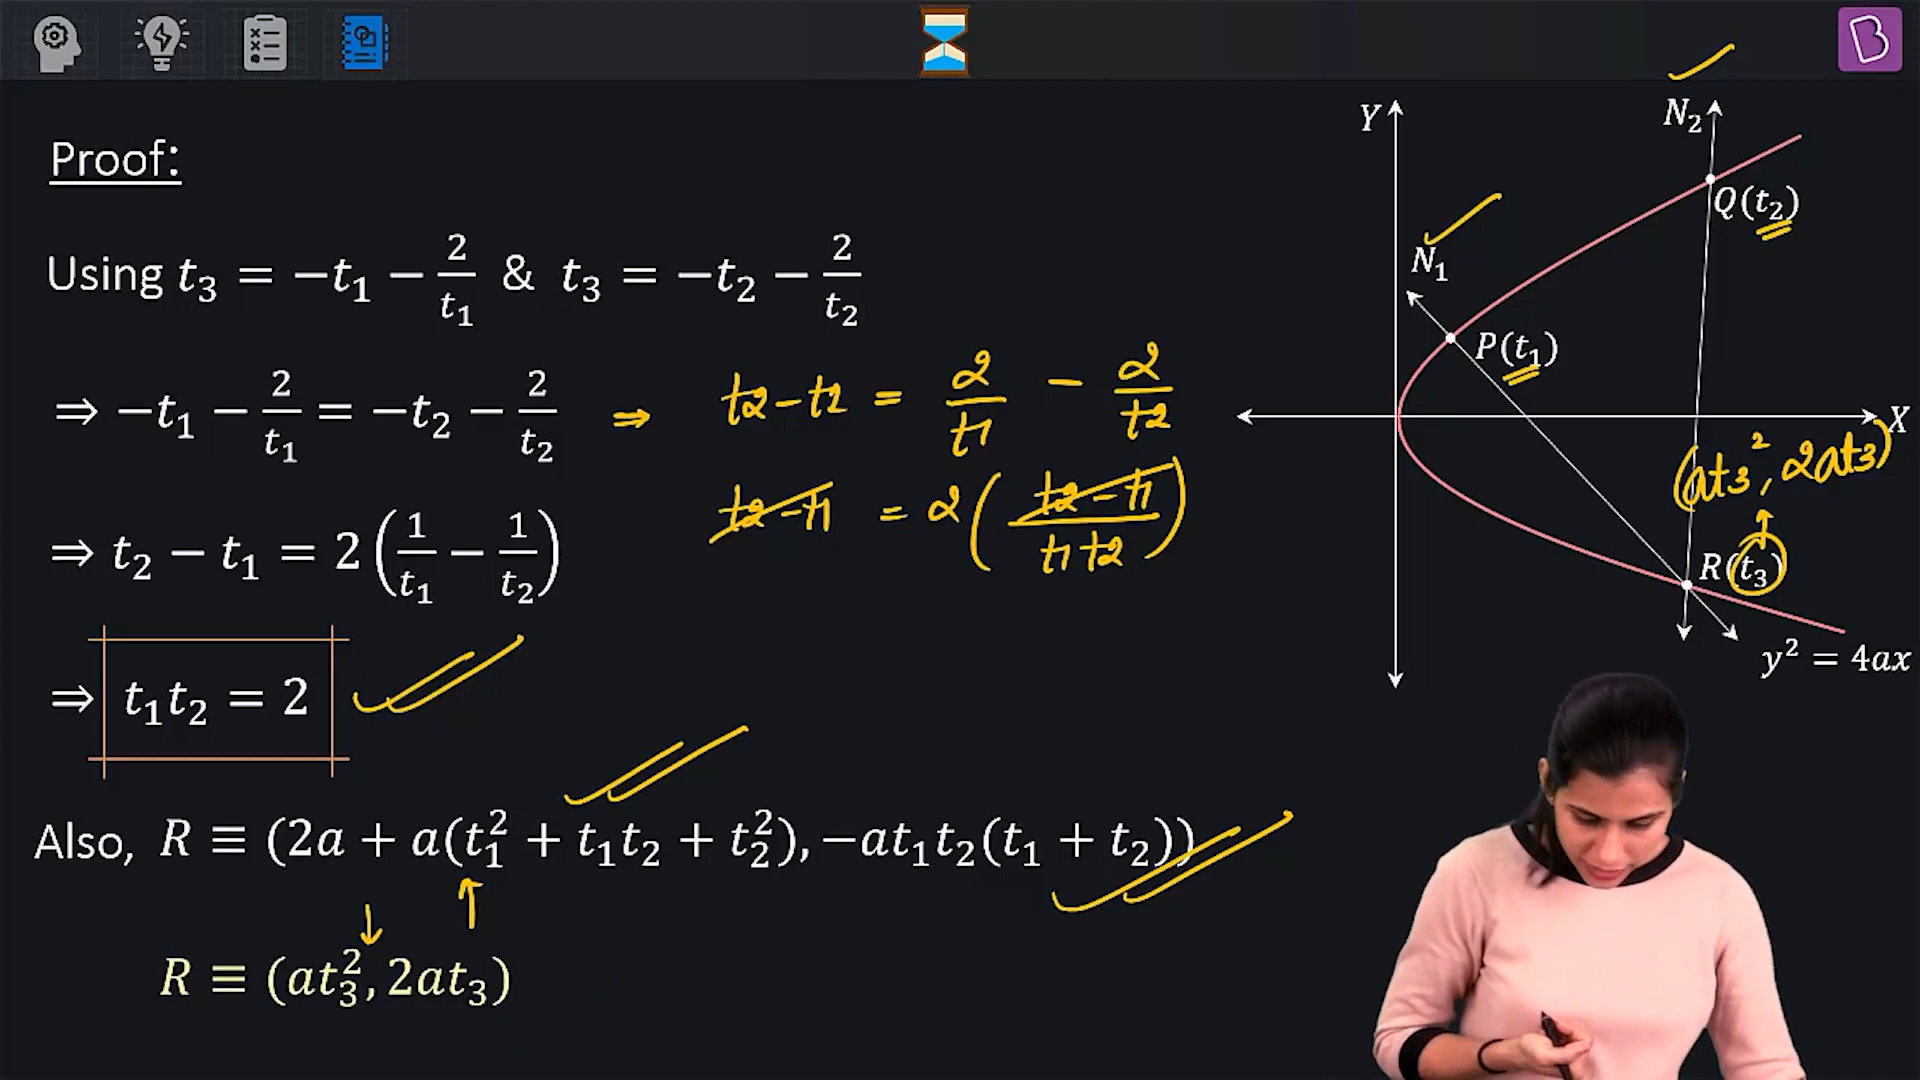 Proof:
Using t₃ = −t₁ − 2/t₁ & t₃ = −t₂ − 2/t₂
⇒ −t₁ − 2/t₁ = −t₂ − 2/t₂ ⇒ t2 − t2 = 2/t1 − 2/t2
t2 − t1 = 2(t2 − t1/t1 t2)
⇒ t₂ − t₁ = 2(1/t₁ − 1/t₂)
⇒ t₁t₂ = 2
Also, R ≡ (2a + a(t₁² + t₁t₂ + t₂²), −at₁t₂(t₁ + t₂))
R ≡ (at₃², 2at₃)
Y
N₂
Q(t₂)
N₁
P(t₁)
X
(at3², 2at3)
R(t₃)
y² = 4ax
B